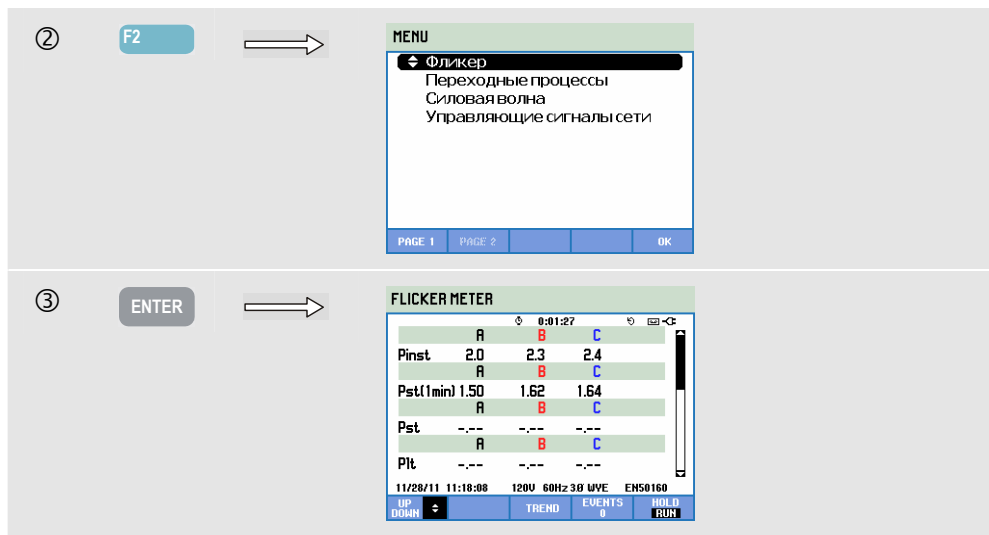 ② F2 MENU
Фликер
Переходные процессы
Силовая волна
Управляющие сигналы сети
PAGE 1 PAGE 2 OK
③ ENTER FLICKER METER
0:01:27
A B C
Pinst 2.0 2.3 2.4
A B C
Pst(1min) 1.50 1.62 1.64
A B C
Pst -.-- -.-- -.--
A B C
Plt -.-- -.-- -.--
11/28/11 11:18:08 120V 60Hz 3Ø WYE EN50160
UP DOWN TREND EVENTS 0 HOLD RUN